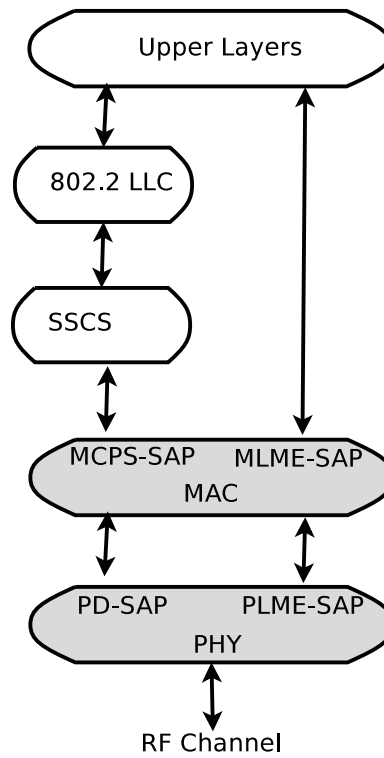 Upper Layers
802.2 LLC
SSCS
MCPS-SAP MLME-SAP
MAC
PD-SAP PLME-SAP
PHY
RF Channel